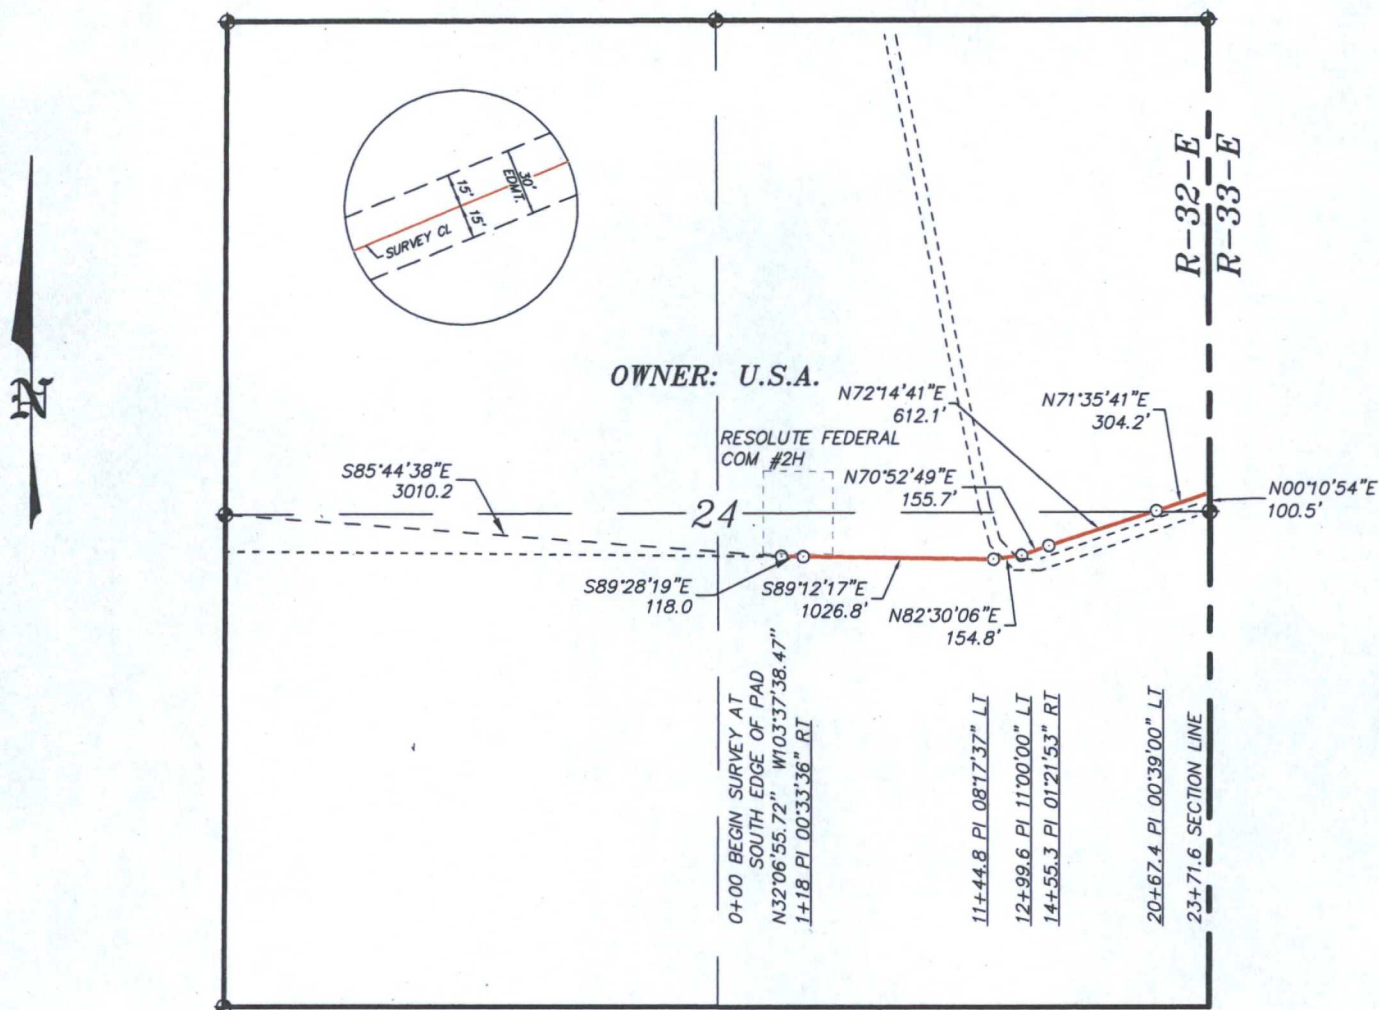 R-32-E
R-33-E
15'
15'
30'
EDMT.
SURVEY CL
N
OWNER: U.S.A.
N72°14'41"E
612.1'
N71°35'41"E
304.2'
RESOLUTE FEDERAL
COM #2H
S85°44'38"E
3010.2
N70°52'49"E
155.7'
N00°10'54"E
100.5'
24
S89°28'19"E
118.0
S89°12'17"E
1026.8'
N82°30'06"E
154.8'
0+00 BEGIN SURVEY AT
SOUTH EDGE OF PAD
N32°06'55.72" W103°37'38.47"
1+18 PI 00°33'36" RT
11+44.8 PI 08°17'37" LT
12+99.6 PI 11°00'00" LT
14+55.3 PI 01°21'53" RT
20+67.4 PI 00°39'00" LT
23+71.6 SECTION LINE